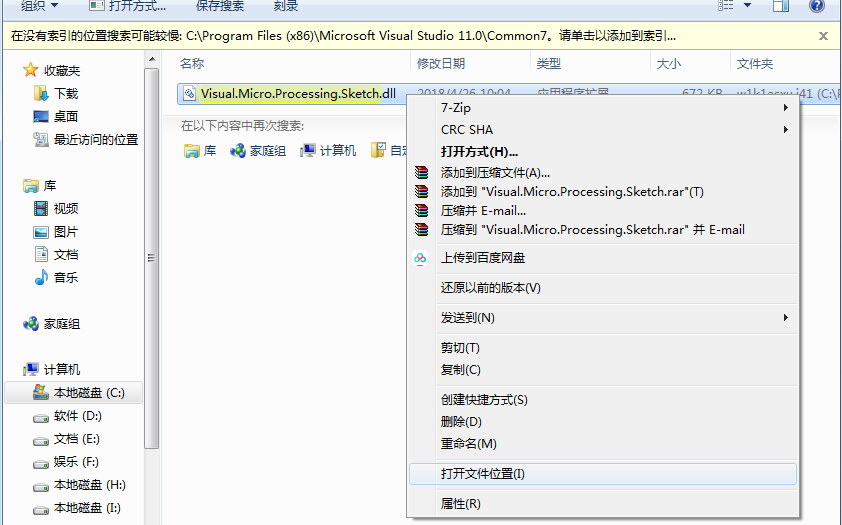 组织 打开方式... 保存搜索 刻录
在没有索引的位置搜索可能较慢: C:\Program Files (x86)\Microsoft Visual Studio 11.0\Common7。请单击以添加到索引...
收藏夹
下载
桌面
最近访问的位置
库
视频
图片
文档
音乐
家庭组
计算机
本地磁盘 (C:)
软件 (D:)
文档 (E:)
娱乐 (F:)
本地磁盘 (H:)
本地磁盘 (I:)
名称 修改日期 类型 大小 文件夹
Visual.Micro.Processing.Sketch.dll 2018/4/26 10:04 应用程序扩展 672 KB
在以下内容中再次搜索:
库 家庭组 计算机
7-Zip
CRC SHA
打开方式(H)...
添加到压缩文件(A)...
添加到 "Visual.Micro.Processing.Sketch.rar"(T)
压缩并 E-mail...
压缩到 "Visual.Micro.Processing.Sketch.rar" 并 E-mail
上传到百度网盘
还原以前的版本(V)
发送到(N)
剪切(T)
复制(C)
创建快捷方式(S)
删除(D)
重命名(M)
打开文件位置(I)
属性(R)